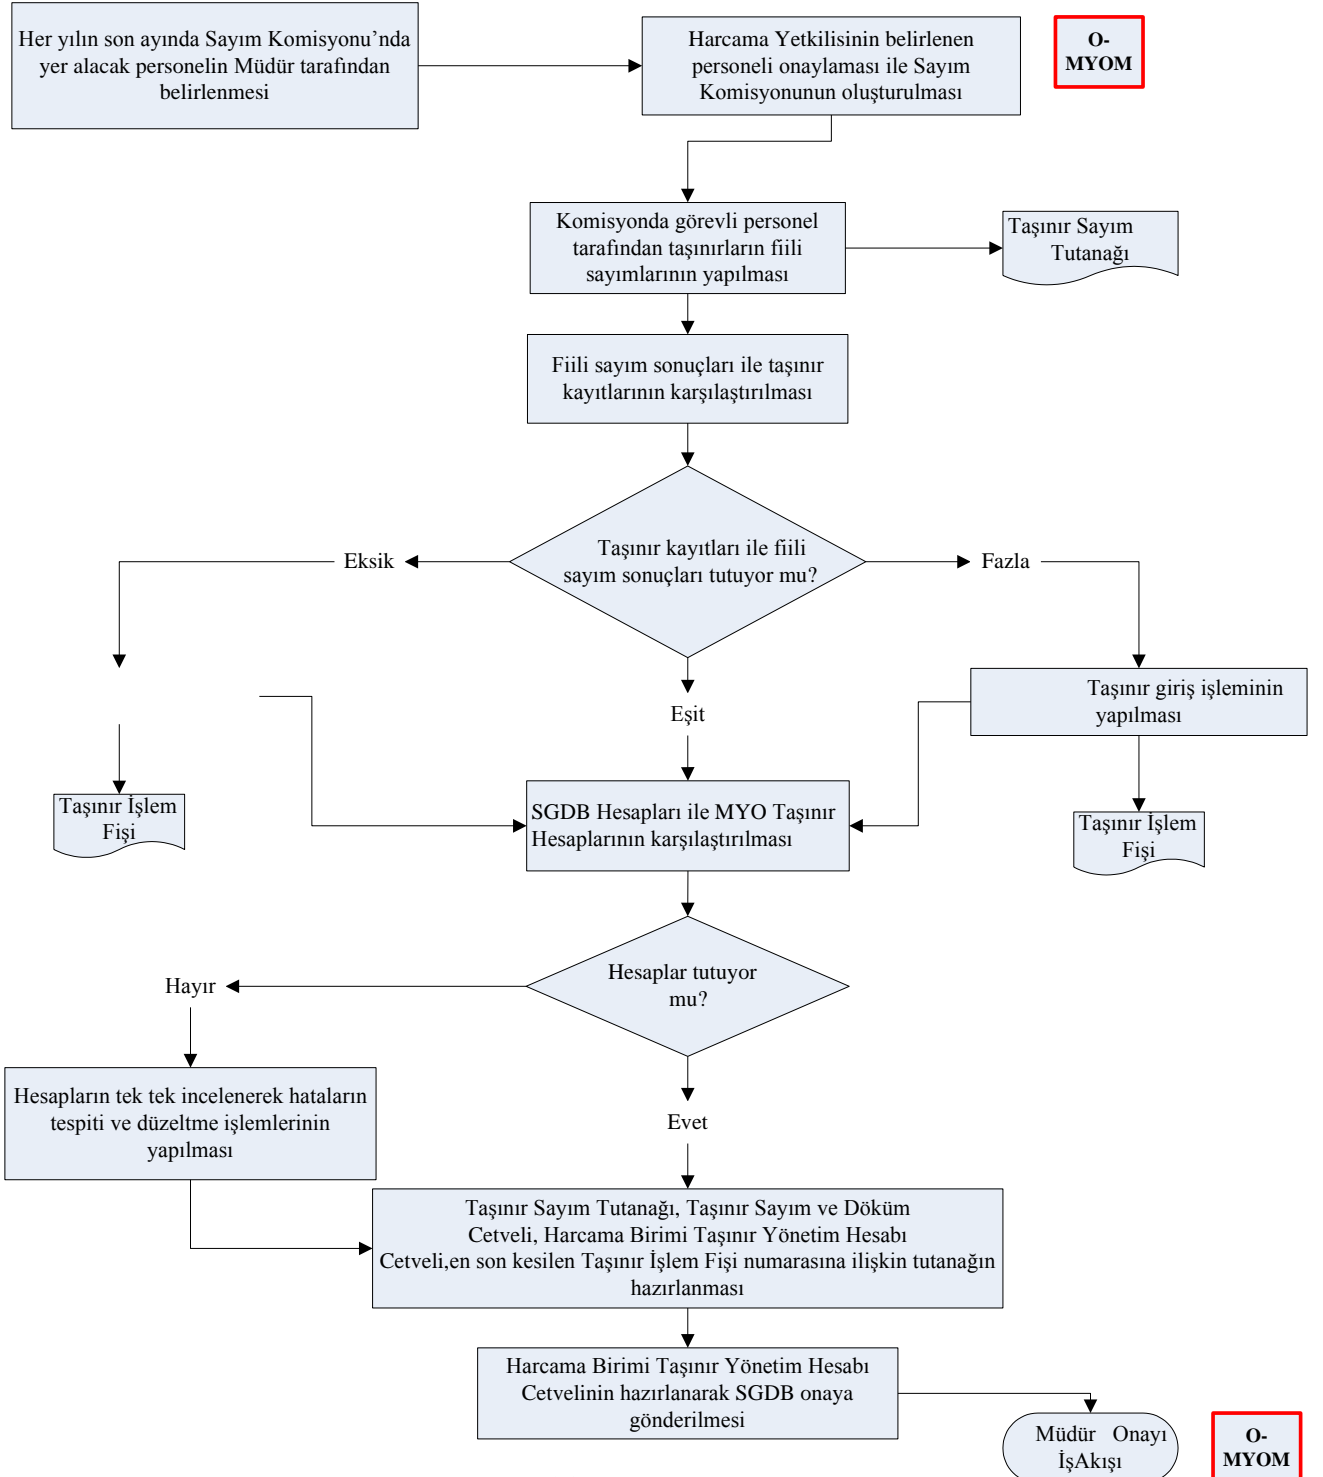 Her yılın son ayında Sayım Komisyonu’nda
yer alacak personelin Müdür tarafından
belirlenmesi
Harcama Yetkilisinin belirlenen
personeli onaylaması ile Sayım
Komisyonunun oluşturulması
O-
MYOM
Komisyonda görevli personel
tarafından taşınırların fiili
sayımlarının yapılması
Taşınır Sayım
Tutanağı
Fiili sayım sonuçları ile taşınır
kayıtlarının karşılaştırılması
Taşınır kayıtları ile fiili
sayım sonuçları tutuyor mu?
Eksik
Fazla
Eşit
Taşınır giriş işleminin
yapılması
Taşınır İşlem
Fişi
SGDB Hesapları ile MYO Taşınır
Hesaplarının karşılaştırılması
Taşınır İşlem
Fişi
Hesaplar tutuyor
mu?
Hayır
Evet
Hesapların tek tek incelenerek hataların
tespiti ve düzeltme işlemlerinin
yapılması
Taşınır Sayım Tutanağı, Taşınır Sayım ve Döküm
Cetveli, Harcama Birimi Taşınır Yönetim Hesabı
Cetveli,en son kesilen Taşınır İşlem Fişi numarasına ilişkin tutanağın
hazırlanması
Harcama Birimi Taşınır Yönetim Hesabı
Cetvelinin hazırlanarak SGDB onaya
gönderilmesi
Müdür Onayı
İşAkışı
O-
MYOM